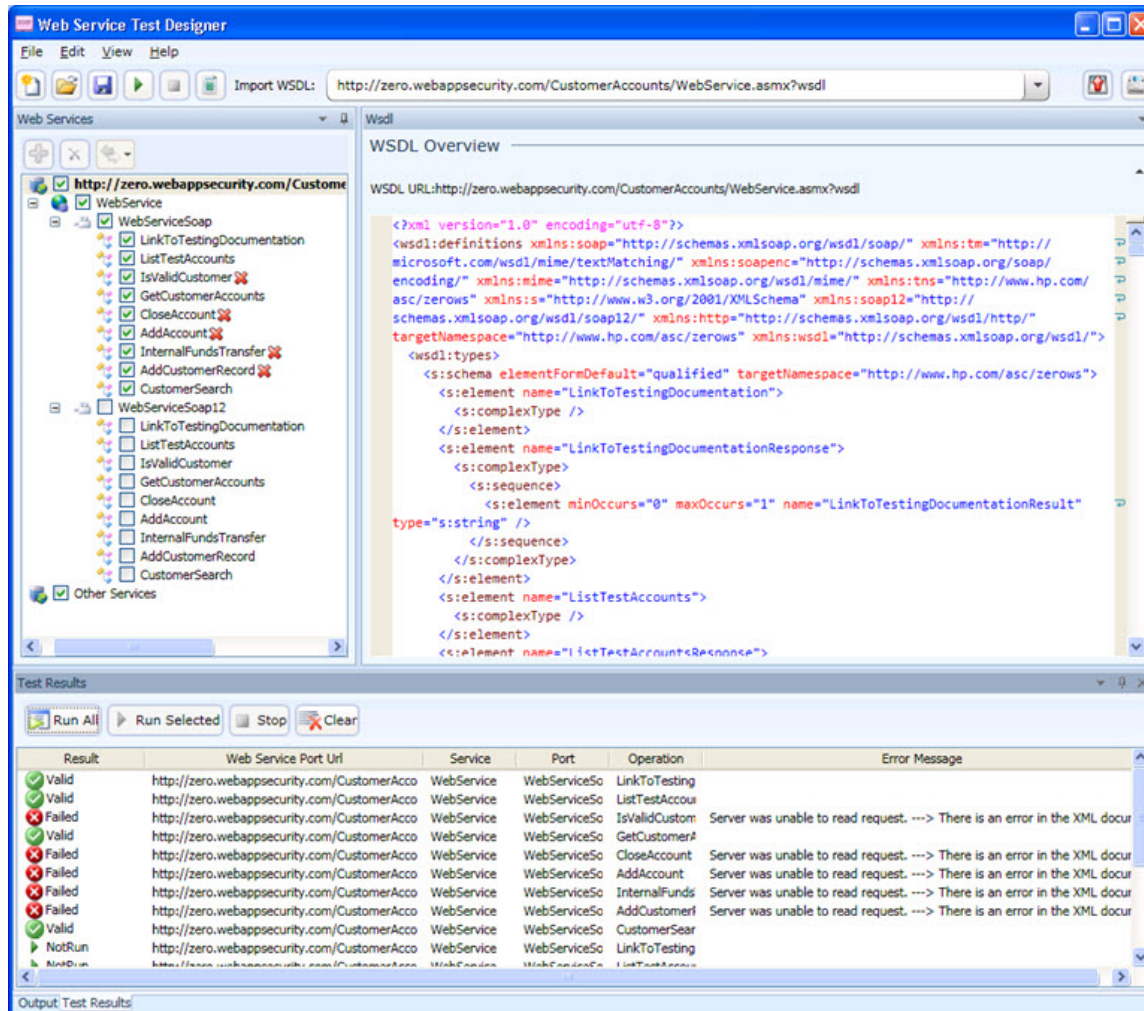 Web Service Test Designer
File Edit View Help
Import WSDL: http://zero.webappsecurity.com/CustomerAccounts/WebService.asmx?wsdl
Web Services
http://zero.webappsecurity.com/Custome
WebService
WebServiceSoap
LinkToTestingDocumentation
ListTestAccounts
IsValidCustomer
GetCustomerAccounts
CloseAccount
AddAccount
InternalFundsTransfer
AddCustomerRecord
CustomerSearch
WebServiceSoap12
LinkToTestingDocumentation
ListTestAccounts
IsValidCustomer
GetCustomerAccounts
CloseAccount
AddAccount
InternalFundsTransfer
AddCustomerRecord
CustomerSearch
Other Services
Wsdl
WSDL Overview
WSDL URL:http://zero.webappsecurity.com/CustomerAccounts/WebService.asmx?wsdl
<?xml version="1.0" encoding="utf-8"?>
<wsdl:definitions xmlns:soap="http://schemas.xmlsoap.org/wsdl/soap/" xmlns:tm="http://
microsoft.com/wsdl/mime/textMatching/" xmlns:soapenc="http://schemas.xmlsoap.org/soap/
encoding/" xmlns:mime="http://schemas.xmlsoap.org/wsdl/mime/" xmlns:tns="http://www.hp.com/
asc/zerows" xmlns:s="http://www.w3.org/2001/XMLSchema" xmlns:soap12="http://
schemas.xmlsoap.org/wsdl/soap12/" xmlns:http="http://schemas.xmlsoap.org/wsdl/http/"
targetNamespace="http://www.hp.com/asc/zerows" xmlns:wsdl="http://schemas.xmlsoap.org/wsdl/">
<wsdl:types>
<s:schema elementFormDefault="qualified" targetNamespace="http://www.hp.com/asc/zerows">
<s:element name="LinkToTestingDocumentation">
<s:complexType />
</s:element>
<s:element name="LinkToTestingDocumentationResponse">
<s:complexType>
<s:sequence>
<s:element minOccurs="0" maxOccurs="1" name="LinkToTestingDocumentationResult"
type="s:string" />
</s:sequence>
</s:complexType>
</s:element>
<s:element name="ListTestAccounts">
<s:complexType />
</s:element>
<s:element name="ListTestAccountsResponse">
Test Results
Run All Run Selected Stop Clear
Result Web Service Port Url Service Port Operation Error Message
Valid http://zero.webappsecurity.com/CustomerAcco WebService WebServiceSo LinkToTesting
Valid http://zero.webappsecurity.com/CustomerAcco WebService WebServiceSo ListTestAccou
Failed http://zero.webappsecurity.com/CustomerAcco WebService WebServiceSo IsValidCustom Server was unable to read request. ---> There is an error in the XML docur
Valid http://zero.webappsecurity.com/CustomerAcco WebService WebServiceSo GetCustomerA
Failed http://zero.webappsecurity.com/CustomerAcco WebService WebServiceSo CloseAccount Server was unable to read request. ---> There is an error in the XML docur
Failed http://zero.webappsecurity.com/CustomerAcco WebService WebServiceSo AddAccount Server was unable to read request. ---> There is an error in the XML docur
Failed http://zero.webappsecurity.com/CustomerAcco WebService WebServiceSo InternalFunds Server was unable to read request. ---> There is an error in the XML docur
Failed http://zero.webappsecurity.com/CustomerAcco WebService WebServiceSo AddCustomerF Server was unable to read request. ---> There is an error in the XML docur
Valid http://zero.webappsecurity.com/CustomerAcco WebService WebServiceSo CustomerSear
NotRun http://zero.webappsecurity.com/CustomerAcco WebService WebServiceSo LinkToTesting
NotRun http://zero.webappsecurity.com/CustomerAcco WebService WebServiceSo ListTestAccou
Output Test Results